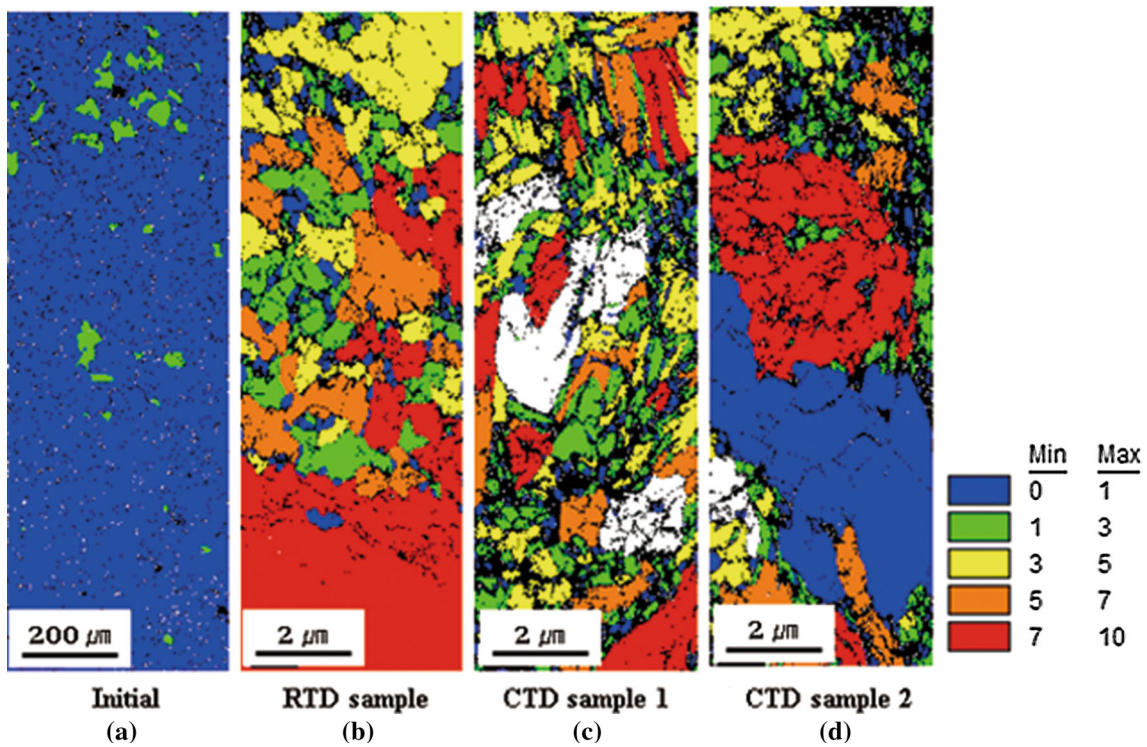 Min Max
0 1
1 3
3 5
5 7
7 10
200 μm
2 μm
2 μm
2 μm
Initial
RTD sample
CTD sample 1
CTD sample 2
(a)
(b)
(c)
(d)